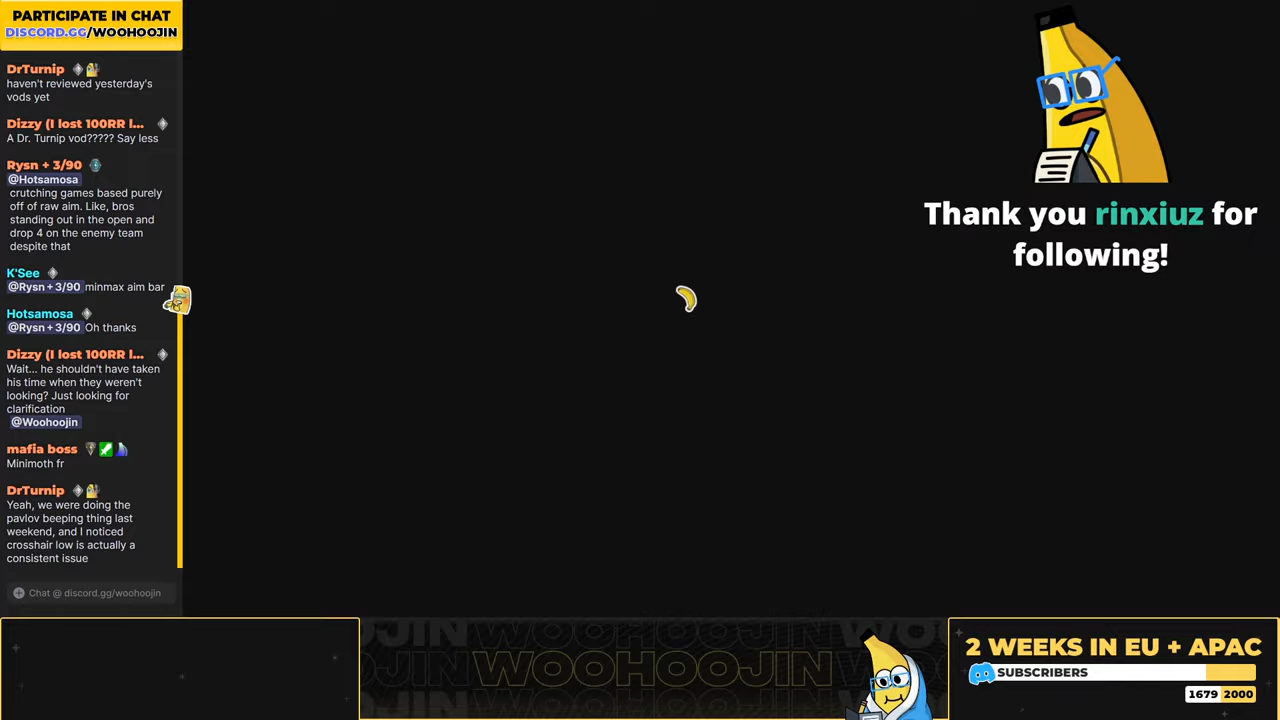 PARTICIPATE IN CHAT
DISCORD.GG/WOOHOOJIN
DrTurnip
haven't reviewed yesterday's
vods yet
Dizzy (I lost 100RR l...
A Dr. Turnip vod????? Say less
Rysn + 3/90
@Hotsamosa
crutching games based purely
off of raw aim. Like, bros
standing out in the open and
drop 4 on the enemy team
despite that
K'See
@Rysn + 3/90 minmax aim bar
Hotsamosa
@Rysn + 3/90 Oh thanks
Dizzy (I lost 100RR l...
Wait... he shouldn't have taken
his time when they weren't
looking? Just looking for
clarification
@Woohoojin
mafia boss
Minimoth fr
DrTurnip
Yeah, we were doing the
pavlov beeping thing last
weekend, and I noticed
crosshair low is actually a
consistent issue
Chat @ discord.gg/woohoojin
Thank you rinxiuz for
following!
OJIN WOOHOOJIN WO
OJIN WOOHOOJIN
2 WEEKS IN EU + APAC
SUBSCRIBERS
1679 2000